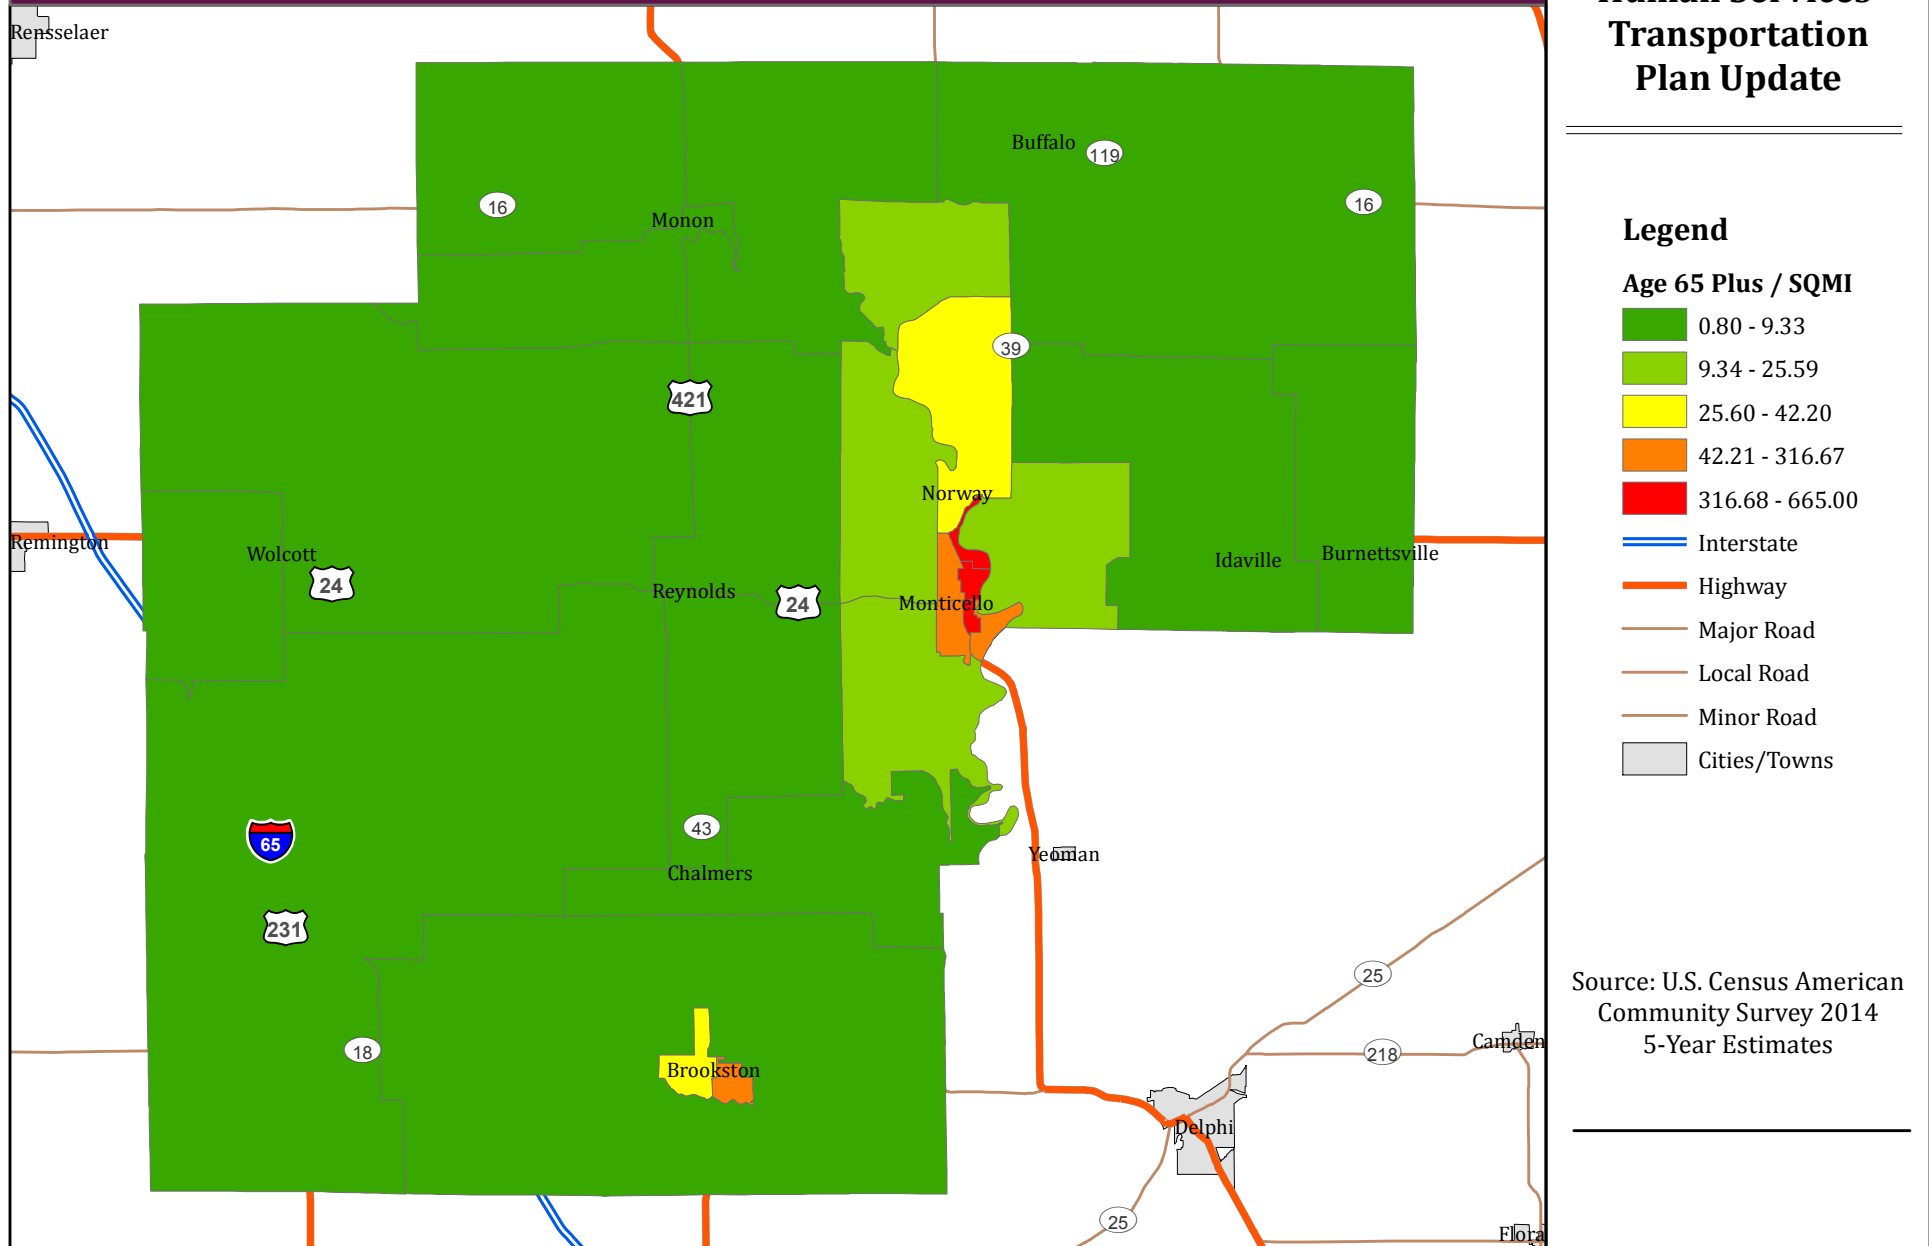 Human Services
Transportation
Plan Update
Rensselaer
Buffalo
119
16
16
Monon
39
421
Norway
Remington
Wolcott
24
Idaville
Burnettsville
Reynolds
24
Monticello
65
43
Chalmers
Yeoman
231
25
18
Brookston
218
Camden
Delphi
25
Flora
Legend
Age 65 Plus / SQMI
0.80 - 9.33
9.34 - 25.59
25.60 - 42.20
42.21 - 316.67
316.68 - 665.00
Interstate
Highway
Major Road
Local Road
Minor Road
Cities/Towns
Source: U.S. Census American
Community Survey 2014
5-Year Estimates